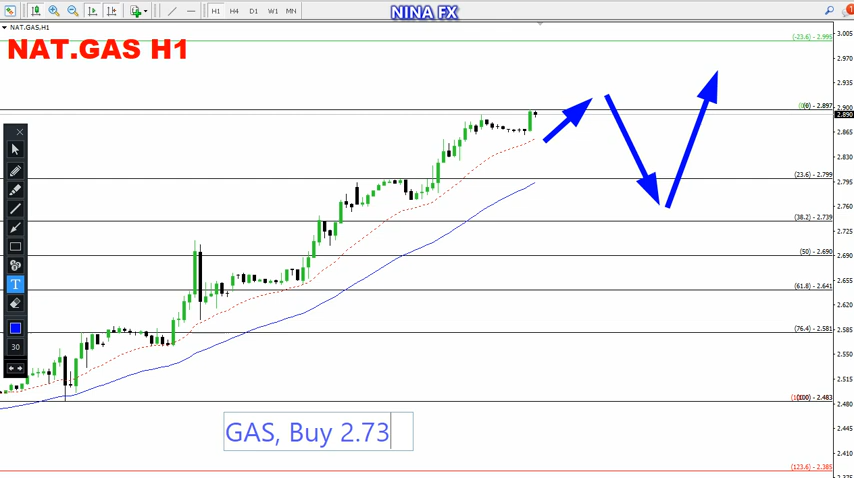 H1 H4 D1 W1 MN
NINA FX
NAT.GAS,H1
NAT.GAS H1
(-23.6) - 2.995
3.005
2.970
2.935
(0) - 2.897
2.900
2.890
2.865
2.830
(23.6) - 2.799
2.795
2.760
(38.2) - 2.739
2.725
(50) - 2.690
2.690
2.655
(61.8) - 2.641
2.620
(76.4) - 2.581
2.585
2.550
2.515
(100) - 2.483
2.480
2.445
2.410
(123.6) - 2.385
2.375
T
30
GAS, Buy 2.73